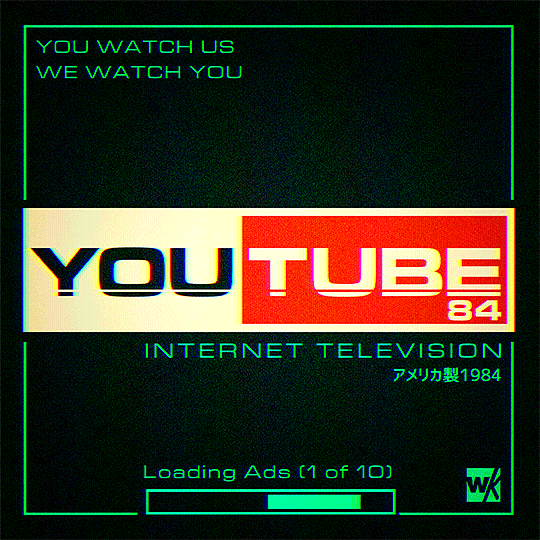 YOU WATCH US
WE WATCH YOU
YOUTUBE
84
INTERNET TELEVISION
アメリカ製1984
Loading Ads (1 of 10)
WK